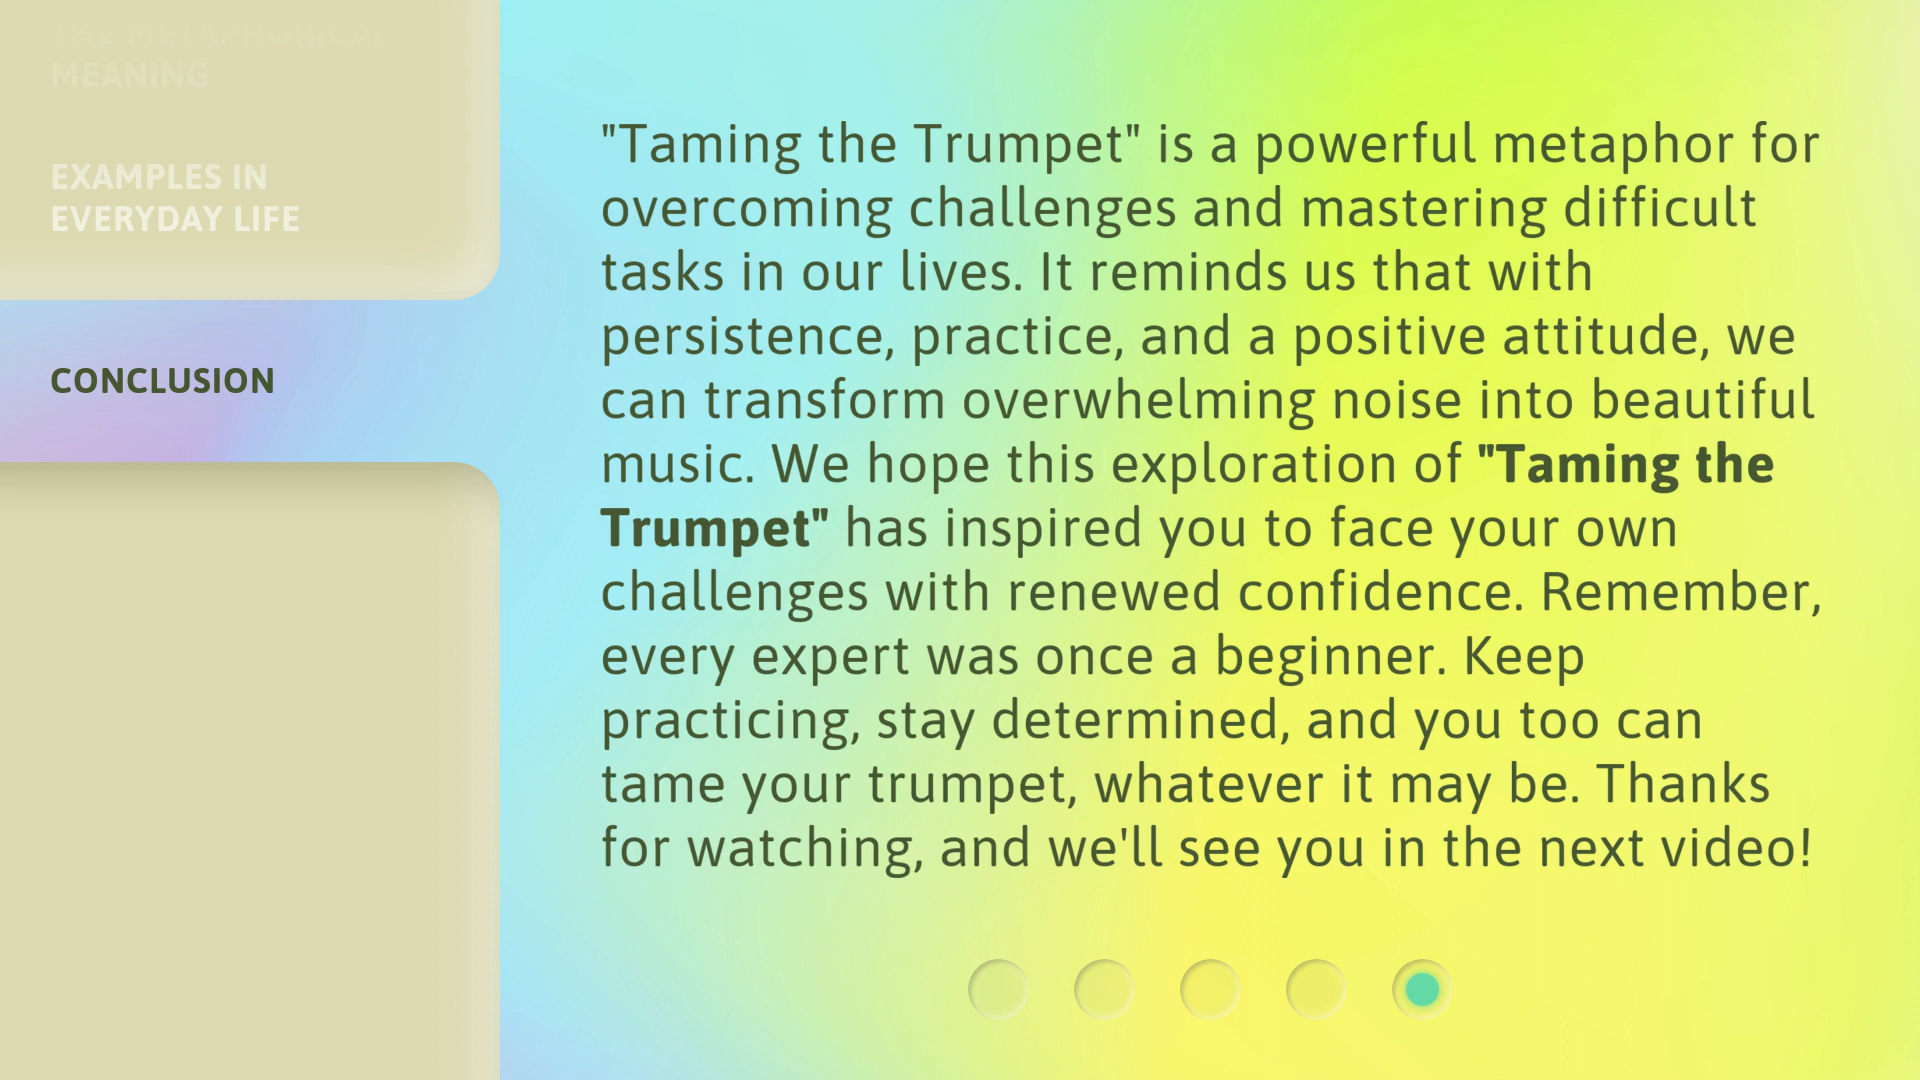 THE METAPHORICAL
MEANING
EXAMPLES IN
EVERYDAY LIFE
CONCLUSION
"Taming the Trumpet" is a powerful metaphor for
overcoming challenges and mastering difficult
tasks in our lives. It reminds us that with
persistence, practice, and a positive attitude, we
can transform overwhelming noise into beautiful
music. We hope this exploration of "Taming the
Trumpet" has inspired you to face your own
challenges with renewed confidence. Remember,
every expert was once a beginner. Keep
practicing, stay determined, and you too can
tame your trumpet, whatever it may be. Thanks
for watching, and we'll see you in the next video!